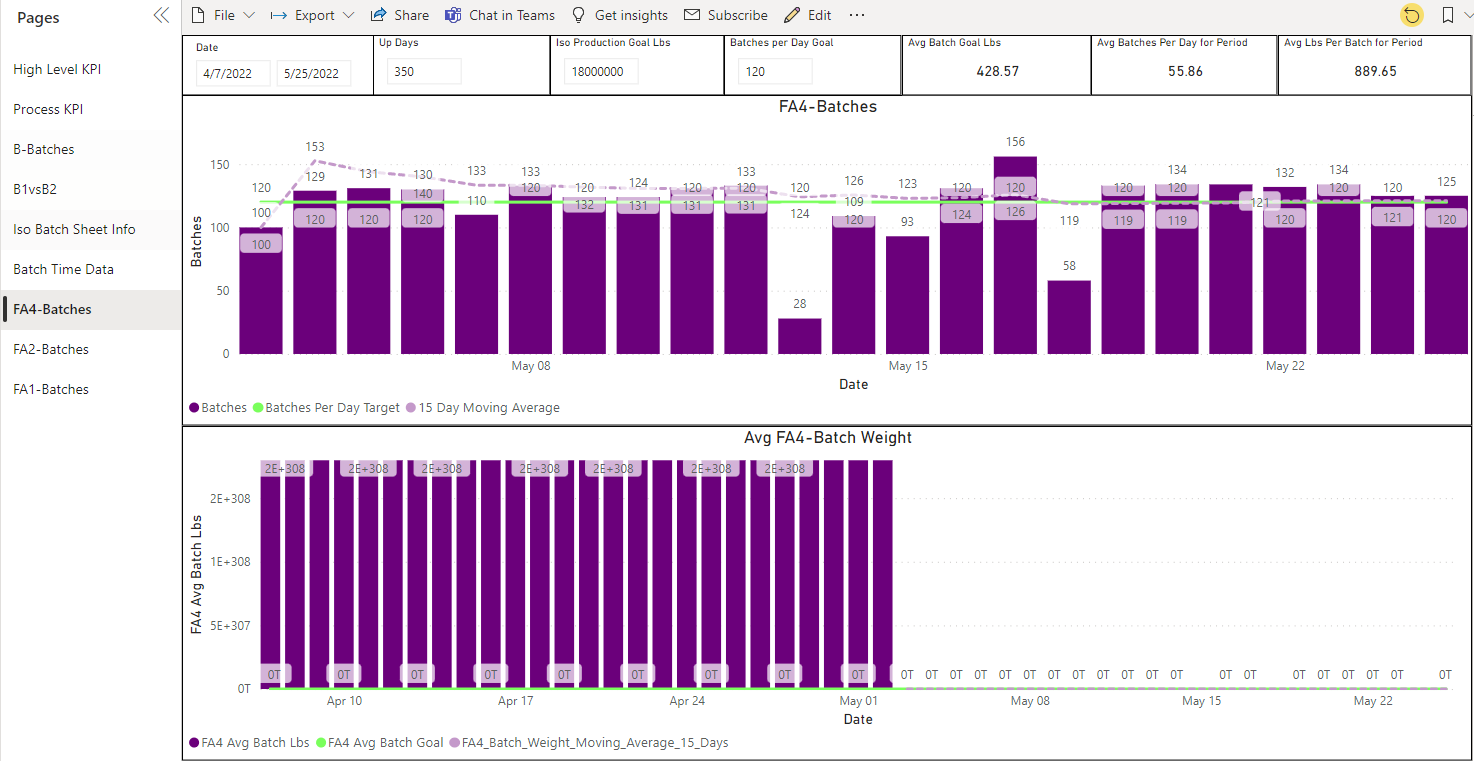 Pages
File Export Share Chat in Teams Get insights Subscribe Edit ...
High Level KPI
Process KPI
B-Batches
B1vsB2
Iso Batch Sheet Info
Batch Time Data
FA4-Batches
FA2-Batches
FA1-Batches
Date
4/7/2022 5/25/2022
Up Days
350
Iso Production Goal Lbs
18000000
Batches per Day Goal
120
Avg Batch Goal Lbs
428.57
Avg Batches Per Day for Period
55.86
Avg Lbs Per Batch for Period
889.65
FA4-Batches
Batches
150
100
50
0
120 153 131 130 133 133 120 124 120 133 120 126 123 120 156 119 120 134 121 132 134 120 125
100 129 120 140 110 120 132 131 131 120 124 109 93 124 120 58 119 120 120 120 121 120
100 120 120 131 28 120 126 119
May 08 May 15 May 22
Date
Batches Batches Per Day Target 15 Day Moving Average
Avg FA4-Batch Weight
FA4 Avg Batch Lbs
2E+308 2E+308 2E+308 2E+308 2E+308 2E+308 2E+308
2E+308
1E+308
5E+307
0T
0T 0T 0T 0T 0T 0T 0T 0T 0T 0T 0T 0T 0T 0T 0T 0T 0T 0T 0T 0T 0T 0T 0T 0T 0T 0T 0T 0T 0T
Apr 10 Apr 17 Apr 24 May 01 May 08 May 15 May 22
Date
FA4 Avg Batch Lbs FA4 Avg Batch Goal FA4_Batch_Weight_Moving_Average_15_Days